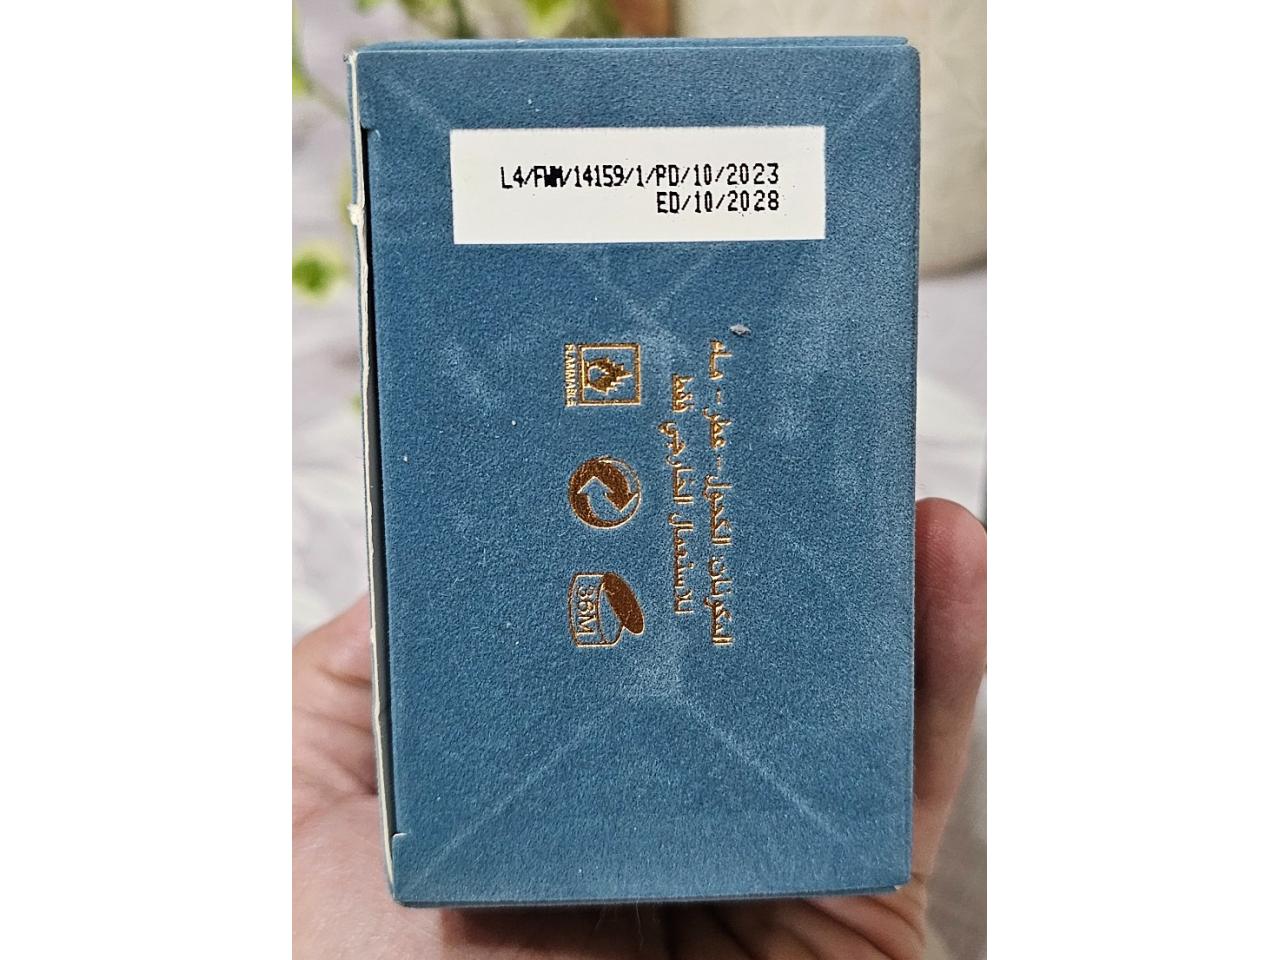 L4/FWM/14159/1/PD/10/2023
ED/10/2028
المكونات: الكحول - عطر - ماء
للاستعمال الخارجي فقط
FLAMMABLE
36M